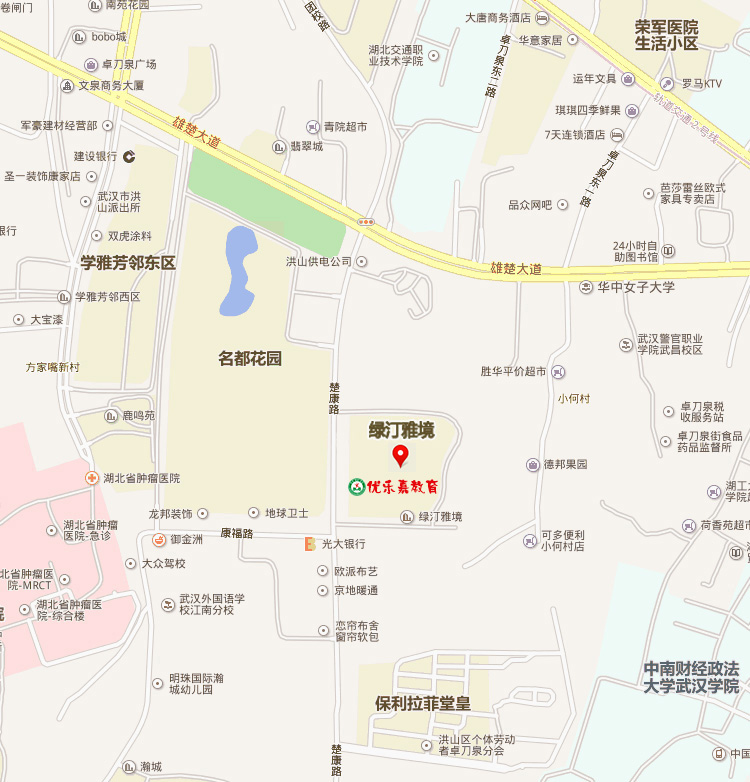 卷闸门
南苑花园
团校路
大唐商务酒店
荣军医院
生活小区
bobo城
湖北交通职
业技术学院
华意家居
卓刀泉东二路
卓刀泉广场
运年文具
罗马KTV
文泉商务大厦
轨道交通2号线
琪琪四季鲜果
军豪建材经营部
雄楚大道
青院超市
7天连锁酒店
翡翠城
建设银行
卓刀泉东一路
圣一装饰康家店
武汉市洪
山派出所
芭莎蕾丝欧式
家具专卖店
品众网吧
银行
双虎涂料
24小时自
助图书馆
学雅芳邻东区
洪山供电公司
雄楚大道
华中女子大学
学雅芳邻西区
大宝漆
武汉警官职业
学院武昌校区
名都花园
方家嘴新村
胜华平价超市
楚康路
小何村
卓刀泉税
收服务站
鹿鸣苑
绿汀雅境
卓刀泉街食品
药品监督所
德邦果园
湖北省肿瘤医院
优乐嘉教育
湖工大
学院超
龙邦装饰
地球卫士
绿汀雅境
湖北省肿瘤
医院-急诊
康福路
荷香苑超市
御金洲
光大银行
可多便利
小何村店
大众驾校
北省肿瘤医
院-MRCT
欧派布艺
京地暖通
武汉外国语学
校江南分校
湖北省肿瘤医
院-综合楼
院
恋帘布舍
窗帘软包
中南财经政法
大学武汉学院
明珠国际瀚
城幼儿园
保利拉菲堂皇
洪山区个体劳动
者卓刀泉分会
楚康路
中国
瀚城